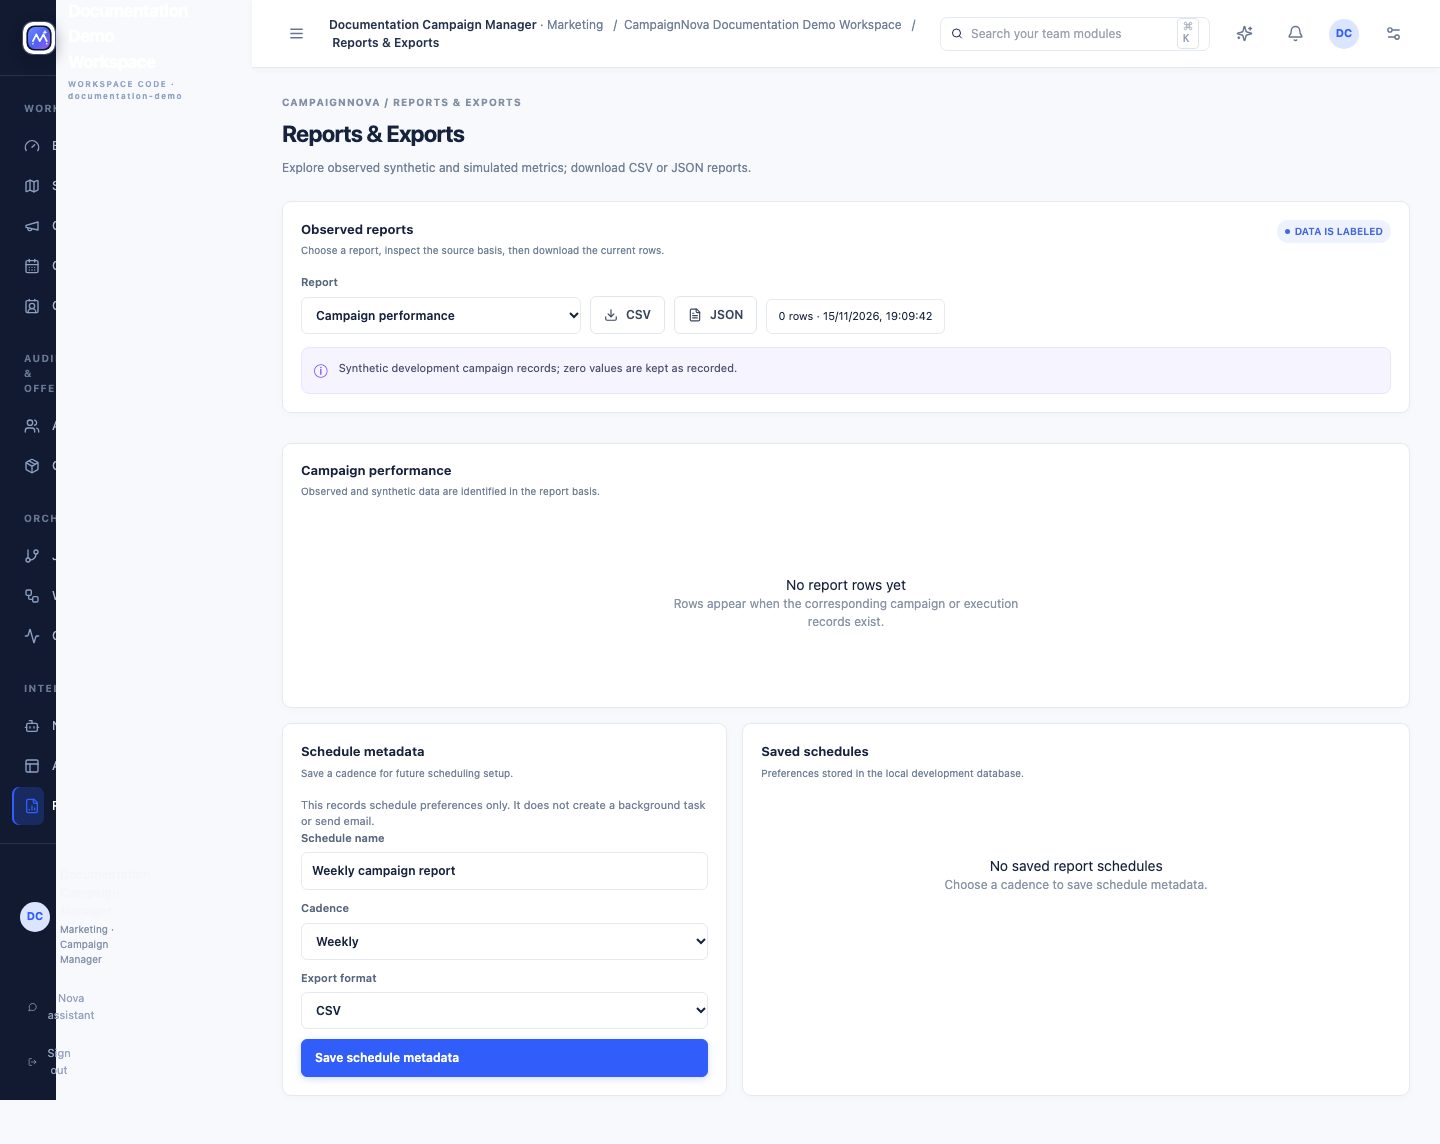 Documentation
Demo
Workspace
WORKSPACE CODE ·
documentation-demo
WORK
AUDI
&
OFFE
ORCH
INTEL
Documentation
Campaign
DC
Marketing ·
Campaign
Manager
Nova
assistant
Sign
out
Documentation Campaign Manager · Marketing / CampaignNova Documentation Demo Workspace /
Reports & Exports
Search your team modules
⌘
K
DC
CAMPAIGNNOVA / REPORTS & EXPORTS
Reports & Exports
Explore observed synthetic and simulated metrics; download CSV or JSON reports.
Observed reports
DATA IS LABELED
Choose a report, inspect the source basis, then download the current rows.
Report
Campaign performance
CSV
JSON
0 rows · 15/11/2026, 19:09:42
Synthetic development campaign records; zero values are kept as recorded.
Campaign performance
Observed and synthetic data are identified in the report basis.
No report rows yet
Rows appear when the corresponding campaign or execution
records exist.
Schedule metadata
Save a cadence for future scheduling setup.
This records schedule preferences only. It does not create a background task
or send email.
Schedule name
Weekly campaign report
Cadence
Weekly
Export format
CSV
Save schedule metadata
Saved schedules
Preferences stored in the local development database.
No saved report schedules
Choose a cadence to save schedule metadata.